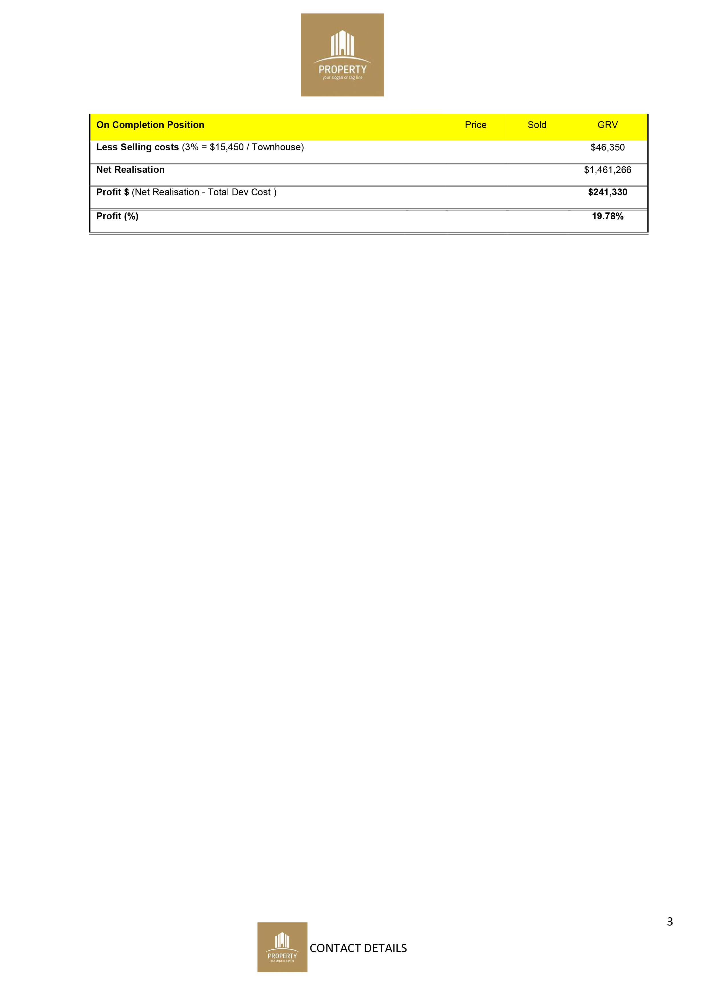 PROPERTY
your slogan or tag line
On Completion Position Price Sold GRV
Less Selling costs (3% = $15,450 / Townhouse) $46,350
Net Realisation $1,461,266
Profit $ (Net Realisation - Total Dev Cost ) $241,330
Profit (%) 19.78%
3
PROPERTY
your slogan or tag line
CONTACT DETAILS